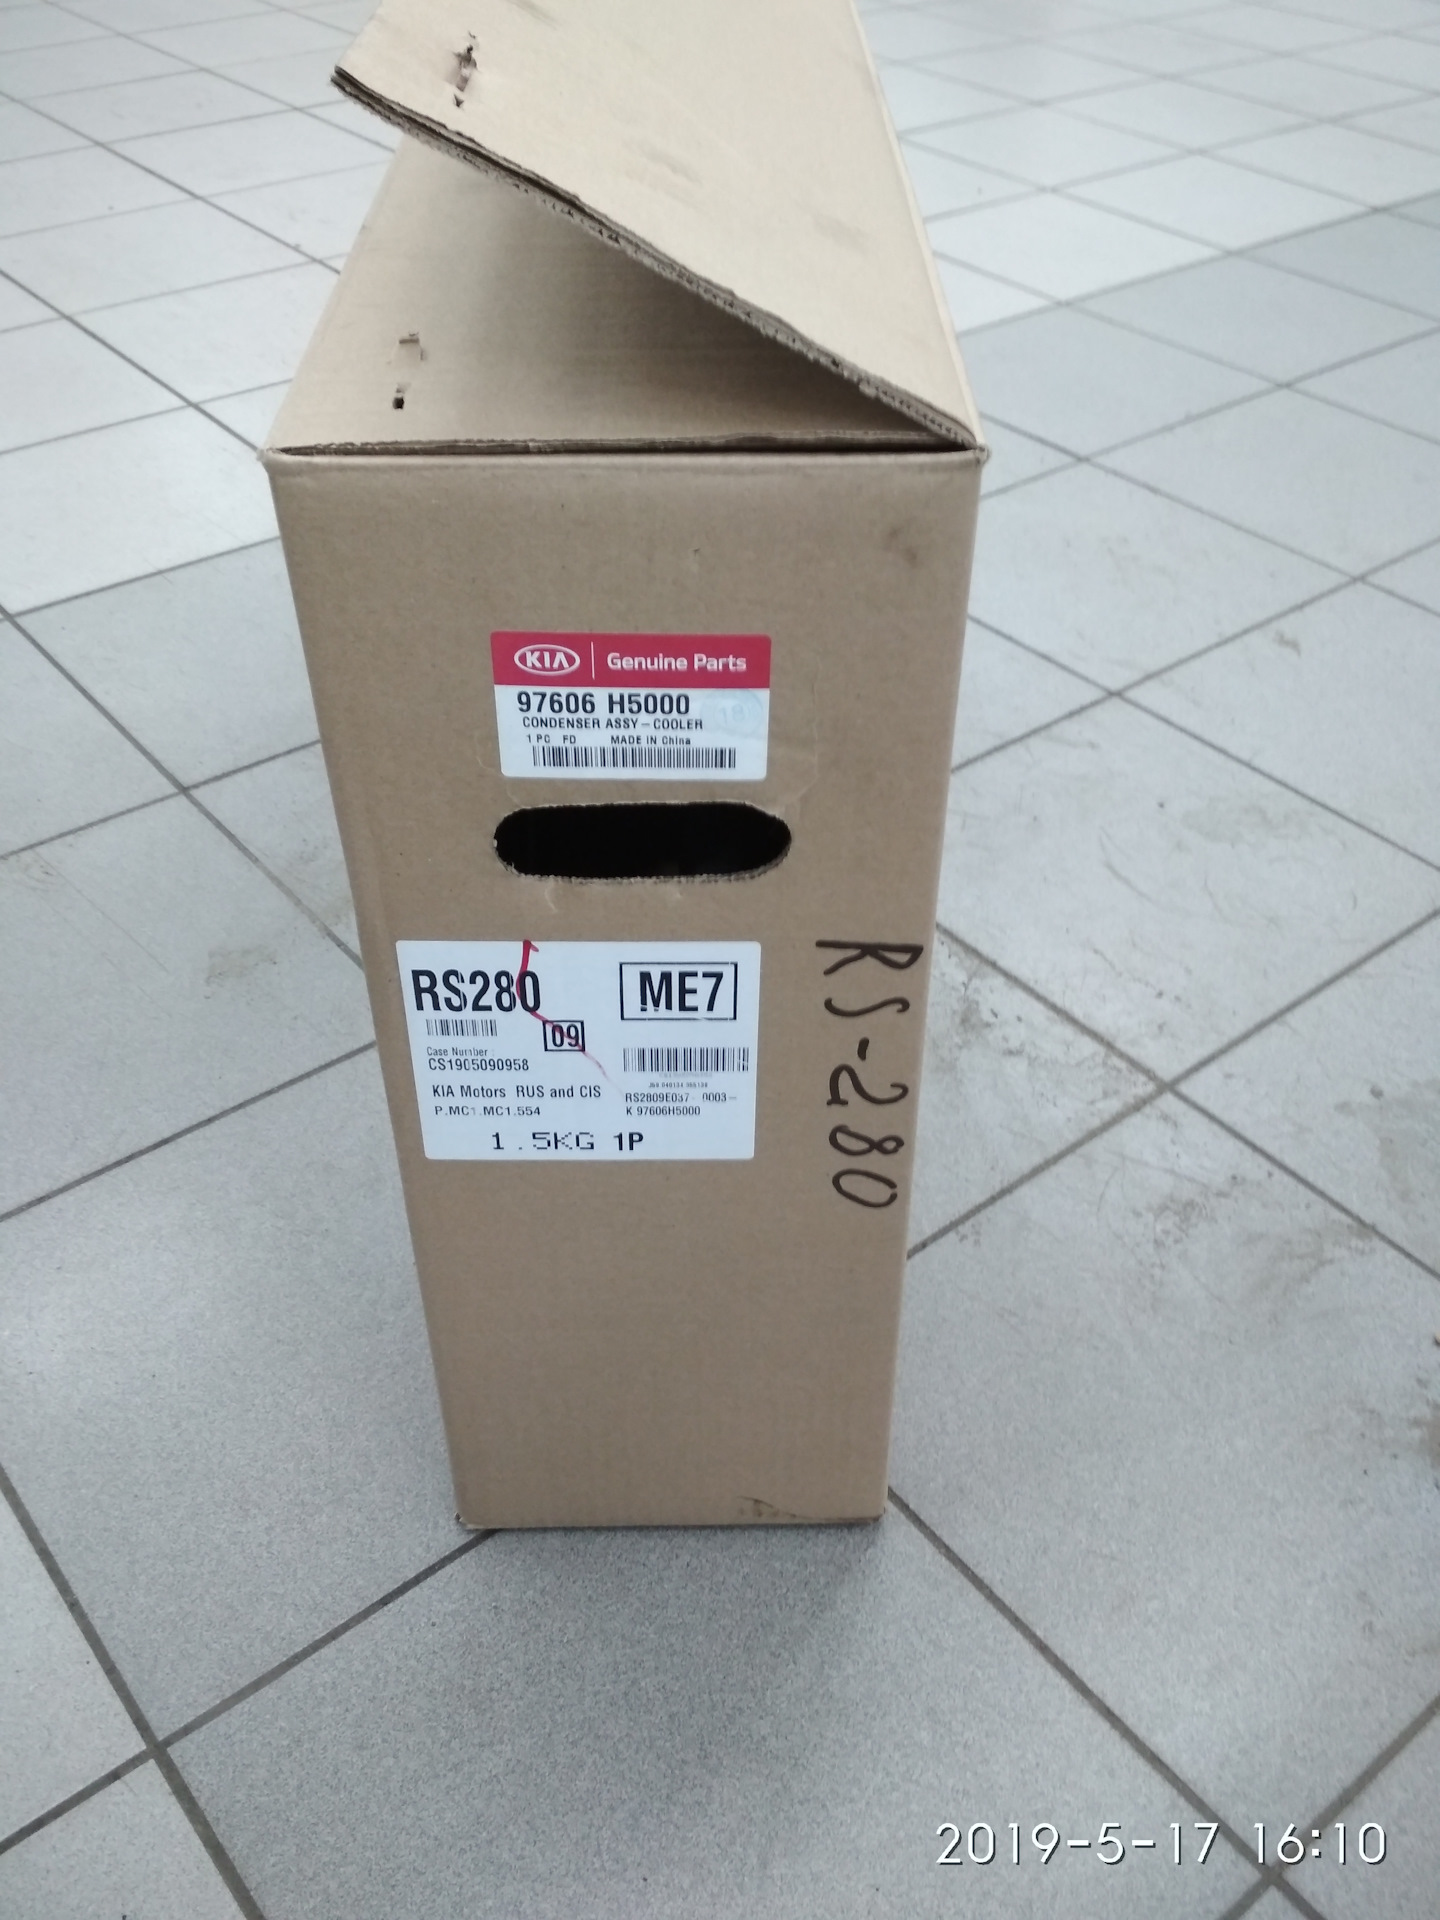 KIA Genuine Parts
97606 H5000
18
CONDENSER ASSY-COOLER
1 PC FD MADE IN China
RS280 ME7
09
Case Number:
CS1905090958
KIA Motors RUS and CIS
P.MC1.MC1.554
RS2809E037- 0003-
K 97606H5000
1.5KG 1P
RS-280
2019-5-17 16:10